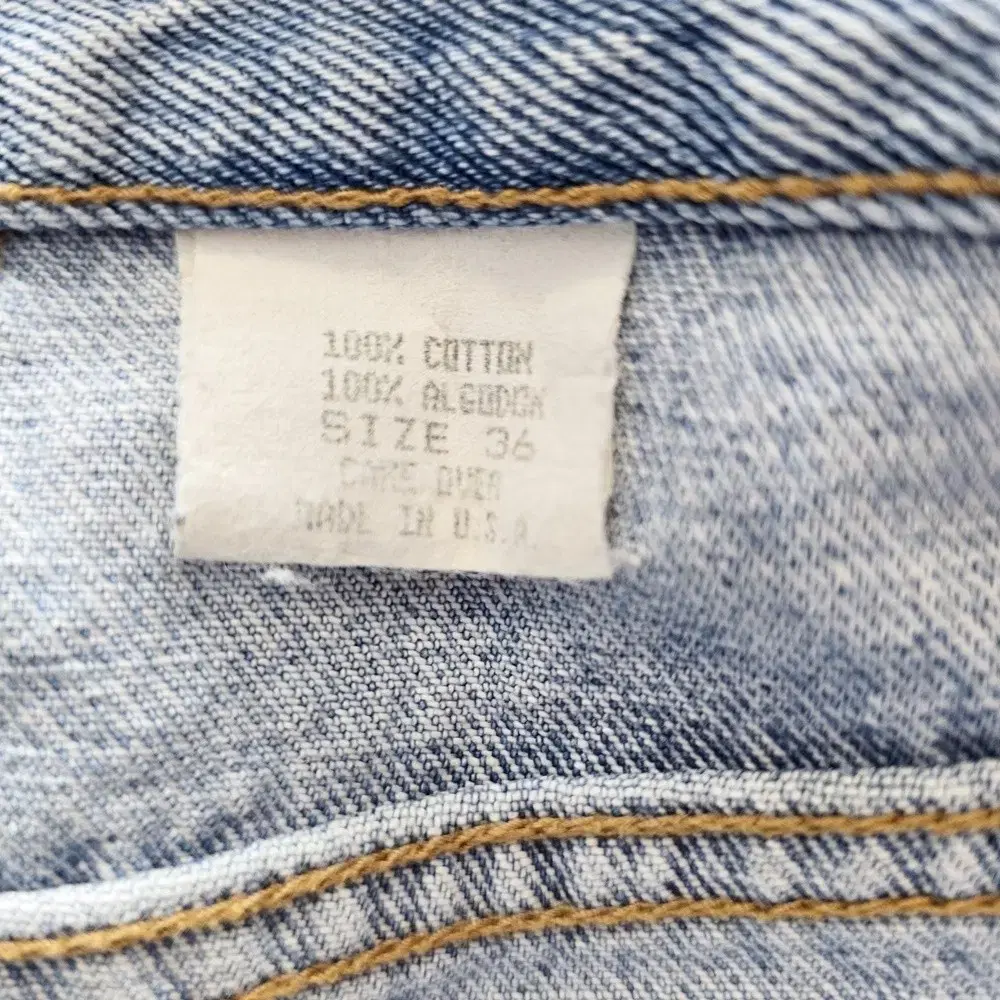 100% COTTON
100% ALGODON
SIZE 36
CARE OVER
MADE IN U.S.A.